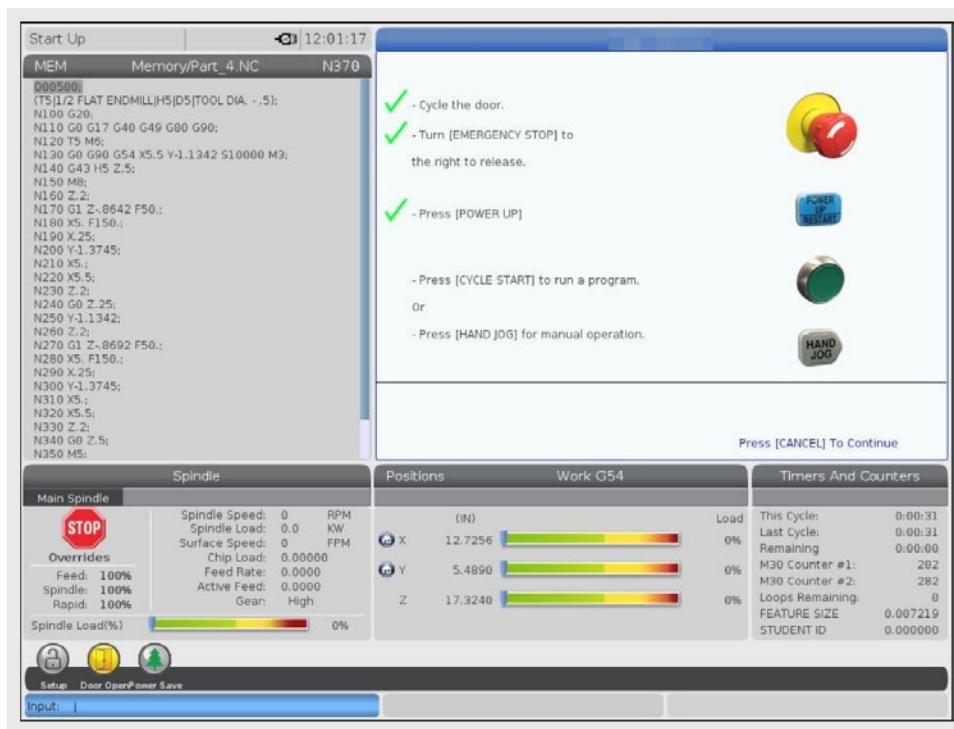 Start Up
12:01:17
MEM Memory/Part_4.NC N370
O00500;
(T5|1/2 FLAT ENDMILL|H5|D5|TOOL DIA. - .5);
N100 G20;
N110 G0 G17 G40 G49 G80 G90;
N120 T5 M6;
N130 G0 G90 G54 X5.5 Y-1.1342 S10000 M3;
N140 G43 H5 Z.5;
N150 M8;
N160 Z.2;
N170 G1 Z-.8642 F50.;
N180 X5. F150.;
N190 X.25;
N200 Y-1.3745;
N210 X5.;
N220 X5.5;
N230 Z.2;
N240 G0 Z.25;
N250 Y-1.1342;
N260 Z.2;
N270 G1 Z-.8692 F50.;
N280 X5. F150.;
N290 X.25;
N300 Y-1.3745;
N310 X5.;
N320 X5.5;
N330 Z.2;
N340 G0 Z.5;
N350 M5;
- Cycle the door.
- Turn [EMERGENCY STOP] to
the right to release.
- Press [POWER UP]
POWER
UP
RESTART
- Press [CYCLE START] to run a program.
Or
- Press [HAND JOG] for manual operation.
HAND
JOG
Press [CANCEL] To Continue
Spindle
Main Spindle
STOP
Overrides
Feed: 100%
Spindle: 100%
Rapid: 100%
Spindle Speed: 0 RPM
Spindle Load: 0.0 KW
Surface Speed: 0 FPM
Chip Load: 0.00000
Feed Rate: 0.0000
Active Feed: 0.0000
Gear: High
Spindle Load(%) 0%
Positions Work G54
(IN) Load
X 12.7256 0%
Y 5.4890 0%
Z 17.3240 0%
Timers And Counters
This Cycle: 0:00:31
Last Cycle: 0:00:31
Remaining 0:00:00
M30 Counter #1: 282
M30 Counter #2: 282
Loops Remaining: 0
FEATURE SIZE 0.007219
STUDENT ID 0.000000
Setup Door Open Power Save
Input: